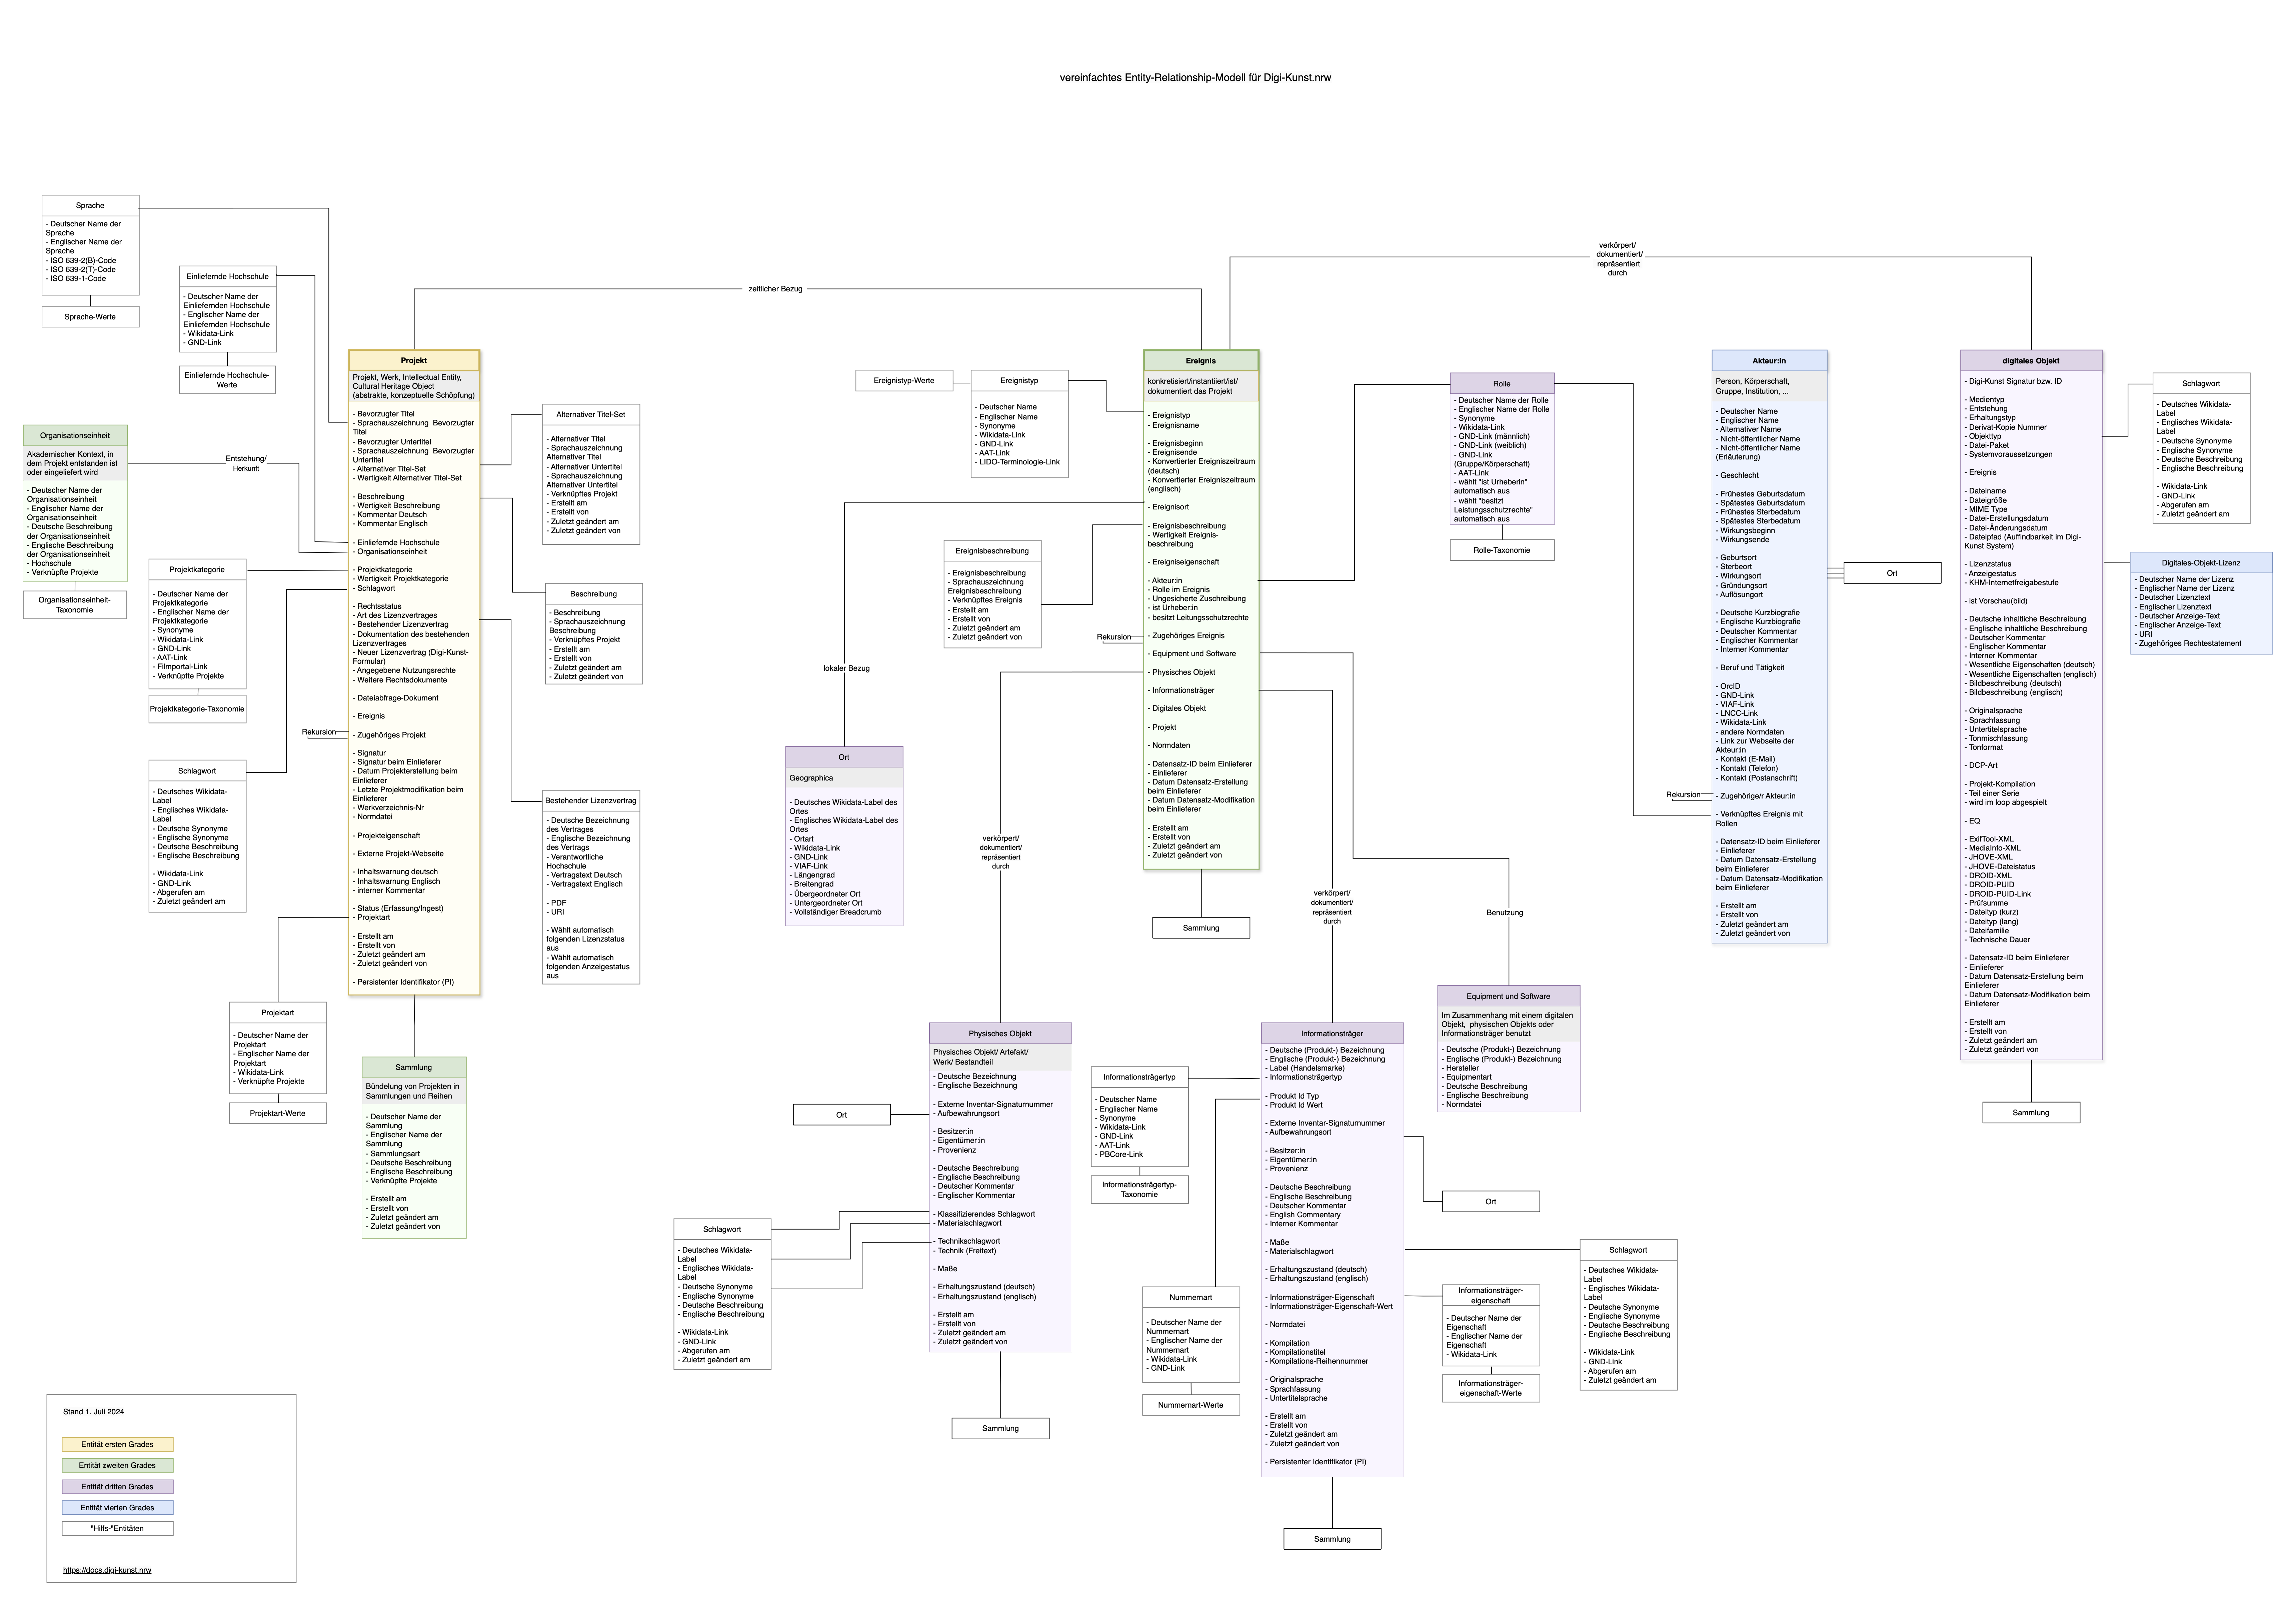 vereinfachtes Entity-Relationship-Modell für Digi-Kunst.nrw
Sprache
- Deutscher Name der
Sprache
- Englischer Name der
Sprache
- ISO 639-2(B)-Code
- ISO 639-2(T)-Code
- ISO 639-1-Code
Sprache-Werte
Einliefernde Hochschule
- Deutscher Name der
Einliefernden Hochschule
- Englischer Name der
Einliefernden Hochschule
- Wikidata-Link
- GND-Link
Einliefernde Hochschule-
Werte
Organisationseinheit
Akademischer Kontext, in
dem Projekt entstanden ist
oder eingeliefert wird
- Deutscher Name der
Organisationseinheit
- Englischer Name der
Organisationseinheit
- Deutsche Beschreibung
der Organisationseinheit
- Englische Beschreibung
der Organisationseinheit
- Hochschule
- Verknüpfte Projekte
Organisationseinheit-
Taxonomie
Entstehung/
Herkunft
Projektkategorie
- Deutscher Name der
Projektkategorie
- Englischer Name der
Projektkategorie
- Synonyme
- Wikidata-Link
- GND-Link
- AAT-Link
- Filmportal-Link
- Verknüpfte Projekte
Projektkategorie-Taxonomie
Rekursion
Schlagwort
- Deutsches Wikidata-
Label
- Englisches Wikidata-
Label
- Deutsche Synonyme
- Englische Synonyme
- Deutsche Beschreibung
- Englische Beschreibung
- Wikidata-Link
- GND-Link
- Abgerufen am
- Zuletzt geändert am
Projektart
- Deutscher Name der
Projektart
- Englischer Name der
Projektart
- Wikidata-Link
- Verknüpfte Projekte
Projektart-Werte
Projekt
Projekt, Werk, Intellectual Entity,
Cultural Heritage Object
(abstrakte, konzeptuelle Schöpfung)
- Bevorzugter Titel
- Sprachauszeichnung Bevorzugter
Titel
- Bevorzugter Untertitel
- Sprachauszeichnung Bevorzugter
Untertitel
- Alternativer Titel-Set
- Wertigkeit Alternativer Titel-Set
- Beschreibung
- Wertigkeit Beschreibung
- Kommentar Deutsch
- Kommentar Englisch
- Einliefernde Hochschule
- Organisationseinheit
- Projektkategorie
- Wertigkeit Projektkategorie
- Schlagwort
- Rechtsstatus
- Art des Lizenzvertrages
- Bestehender Lizenzvertrag
- Dokumentation des bestehenden
Lizenzvertrages
- Neuer Lizenzvertrag (Digi-Kunst-
Formular)
- Angegebene Nutzungsrechte
- Weitere Rechtsdokumente
- Dateiabfrage-Dokument
- Ereignis
- Zugehöriges Projekt
- Signatur
- Signatur beim Einlieferer
- Datum Projekterstellung beim
Einlieferer
- Letzte Projektmodifikation beim
Einlieferer
- Werkverzeichnis-Nr
- Normdatei
- Projekteigenschaft
- Externe Projekt-Webseite
- Inhaltswarnung deutsch
- Inhaltswarnung Englisch
- interner Kommentar
- Status (Erfassung/Ingest)
- Projektart
- Erstellt am
- Erstellt von
- Zuletzt geändert am
- Zuletzt geändert von
- Persistenter Identifikator (PI)
Sammlung
Bündelung von Projekten in
Sammlungen und Reihen
- Deutscher Name der
Sammlung
- Englischer Name der
Sammlung
- Sammlungsart
- Deutsche Beschreibung
- Englische Beschreibung
- Verküpfte Projekte
- Erstellt am
- Erstellt von
- Zuletzt geändert am
- Zuletzt geändert von
Alternativer Titel-Set
- Alternativer Titel
- Sprachauszeichnung
Alternativer Titel
- Alternativer Untertitel
- Sprachauszeichnung
Alternativer Untertitel
- Verknüpftes Projekt
- Erstellt am
- Erstellt von
- Zuletzt geändert am
- Zuletzt geändert von
Beschreibung
- Beschreibung
- Sprachauszeichnung
Beschreibung
- Verknüpftes Projekt
- Erstellt am
- Erstellt von
- Zuletzt geändert am
- Zuletzt geändert von
Bestehender Lizenzvertrag
- Deutsche Bezeichnung
des Vertrages
- Englische Bezeichnung
des Vertrags
- Verantwortliche
Hochschule
- Vertragstext Deutsch
- Vertragstext Englisch
- PDF
- URI
- Wählt automatisch
folgenden Lizenzstatus
aus
- Wählt automatisch
folgenden Anzeigestatus
aus
zeitlicher Bezug
Ereignistyp-Werte
Ereignistyp
- Deutscher Name
- Englischer Name
- Synonyme
- Wikidata-Link
- GND-Link
- AAT-Link
- LIDO-Terminologie-Link
Ereignisbeschreibung
- Ereignisbeschreibung
- Sprachauszeichnung
Ereignisbeschreibung
- Verknüpftes Ereignis
- Erstellt am
- Erstellt von
- Zuletzt geändert am
- Zuletzt geändert von
Rekursion
lokaler Bezug
Ort
Geographica
- Deutsches Wikidata-Label des
Ortes
- Englisches Wikidata-Label des
Ortes
- Ortart
- Wikidata-Link
- GND-Link
- VIAF-Link
- Längengrad
- Breitengrad
- Übergeordneter Ort
- Untergeordneter Ort
- Vollständiger Breadcrumb
Ereignis
konkretisiert/instantiiert/ist/
dokumentiert das Projekt
- Ereignistyp
- Ereignisname
- Ereignisbeginn
- Ereignisende
- Konvertierter Ereigniszeitraum
(deutsch)
- Konvertierter Ereigniszeitraum
(englisch)
- Ereignisort
- Ereignisbeschreibung
- Wertigkeit Ereignis-
beschreibung
- Ereigniseigenschaft
- Akteur:in
- Rolle im Ereignis
- Ungesicherte Zuschreibung
- ist Urheber:in
- besitzt Leitungsschutzrechte
- Zugehöriges Ereignis
- Equipment und Software
- Physisches Objekt
- Informationsträger
- Digitales Objekt
- Projekt
- Normdaten
- Datensatz-ID beim Einlieferer
- Einlieferer
- Datum Datensatz-Erstellung
beim Einlieferer
- Datum Datensatz-Modifikation
beim Einlieferer
- Erstellt am
- Erstellt von
- Zuletzt geändert am
- Zuletzt geändert von
Sammlung
verkörpert/
dokumentiert/
repräsentiert
durch
Rolle
- Deutscher Name der Rolle
- Englischer Name der Rolle
- Synonyme
- Wikidata-Link
- GND-Link (männlich)
- GND-Link (weiblich)
- GND-Link
(Gruppe/Körperschaft)
- AAT-Link
- wählt "ist Urheberin"
automatisch aus
- wählt "besitzt
Leistungsschutzrechte"
automatisch aus
Rolle-Taxonomie
Akteur:in
Person, Körperschaft,
Gruppe, Institution, ...
- Deutscher Name
- Englischer Name
- Alternativer Name
- Nicht-öffentlicher Name
- Nicht-öffentlicher Name
(Erläuterung)
- Geschlecht
- Frühestes Geburtsdatum
- Spätestes Geburtsdatum
- Frühestes Sterbedatum
- Spätestes Sterbedatum
- Wirkungsbeginn
- Wirkungsende
- Geburtsort
- Sterbeort
- Wirkungsort
- Gründungsort
- Auflösungort
- Deutsche Kurzbiografie
- Englische Kurzbiografie
- Deutscher Kommentar
- Englischer Kommentar
- Interner Kommentar
- Beruf und Tätigkeit
- OrcID
- GND-Link
- VIAF-Link
- LNCC-Link
- Wikidata-Link
- andere Normdaten
- Link zur Webseite der
Akteur:in
- Kontakt (E-Mail)
- Kontakt (Telefon)
- Kontakt (Postanschrift)
- Zugehörige/r Akteur:in
- Verknüpftes Ereignis mit
Rollen
- Datensatz-ID beim Einlieferer
- Einlieferer
- Datum Datensatz-Erstellung
beim Einlieferer
- Datum Datensatz-Modifikation
beim Einlieferer
- Erstellt am
- Erstellt von
- Zuletzt geändert am
- Zuletzt geändert von
Rekursion
Ort
digitales Objekt
- Digi-Kunst Signatur bzw. ID
- Medientyp
- Entstehung
- Erhaltungstyp
- Derivat-Kopie Nummer
- Objekttyp
- Datei-Paket
- Systemvoraussetzungen
- Ereignis
- Dateiname
- Dateigröße
- MIME Type
- Datei-Erstellungsdatum
- Datei-Änderungsdatum
- Dateipfad (Auffindbarkeit im Digi-
Kunst System)
- Lizenzstatus
- Anzeigestatus
- KHM-Internetfreigabestufe
- ist Vorschau(bild)
- Deutsche inhaltliche Beschreibung
- Englische inhaltliche Beschreibung
- Deutscher Kommentar
- Englischer Kommentar
- Interner Kommentar
- Wesentliche Eigenschaften (deutsch)
- Wesentliche Eigenschaften (englisch)
- Bildbeschreibung (deutsch)
- Bildbeschreibung (englisch)
- Originalsprache
- Sprachfassung
- Untertitelsprache
- Tonmischfassung
- Tonformat
- DCP-Art
- Projekt-Kompilation
- Teil einer Serie
- wird im loop abgespielt
- EQ
- ExifTool-XML
- MediaInfo-XML
- JHOVE-XML
- JHOVE-Dateistatus
- DROID-XML
- DROID-PUID
- DROID-PUID-Link
- Prüfsumme
- Dateityp (kurz)
- Dateityp (lang)
- Dateifamilie
- Technische Dauer
- Datensatz-ID beim Einlieferer
- Einlieferer
- Datum Datensatz-Erstellung beim
Einlieferer
- Datum Datensatz-Modifikation beim
Einlieferer
- Erstellt am
- Erstellt von
- Zuletzt geändert am
- Zuletzt geändert von
Sammlung
Schlagwort
- Deutsches Wikidata-
Label
- Englisches Wikidata-
Label
- Deutsche Synonyme
- Englische Synonyme
- Deutsche Beschreibung
- Englische Beschreibung
- Wikidata-Link
- GND-Link
- Abgerufen am
- Zuletzt geändert am
Digitales-Objekt-Lizenz
- Deutscher Name der Lizenz
- Englischer Name der Lizenz
- Deutscher Lizenztext
- Englischer Lizenztext
- Deutscher Anzeige-Text
- Englischer Anzeige-Text
- URI
- Zugehöriges Rechtestatement
verkörpert/
dokumentiert/
repräsentiert
durch
verkörpert/
dokumentiert/
repräsentiert
durch
Benutzung
Equipment und Software
Im Zusammenhang mit einem digitalen
Objekt, physischen Objekts oder
Informationsträger benutzt
- Deutsche (Produkt-) Bezeichnung
- Englische (Produkt-) Bezeichnung
- Hersteller
- Equipmentart
- Deutsche Beschreibung
- Englische Beschreibung
- Normdatei
Physisches Objekt
Physisches Objekt/ Artefakt/
Werk/ Bestandteil
- Deutsche Bezeichnung
- Englische Bezeichnung
- Externe Inventar-Signaturnummer
- Aufbewahrungsort
- Besitzer:in
- Eigentümer:in
- Provenienz
- Deutsche Beschreibung
- Englische Beschreibung
- Deutscher Kommentar
- Englischer Kommentar
- Klassifizierendes Schlagwort
- Materialschlagwort
- Technikschlagwort
- Technik (Freitext)
- Maße
- Erhaltungszustand (deutsch)
- Erhaltungszustand (englisch)
- Erstellt am
- Erstellt von
- Zuletzt geändert am
- Zuletzt geändert von
Ort
Schlagwort
- Deutsches Wikidata-
Label
- Englisches Wikidata-
Label
- Deutsche Synonyme
- Englische Synonyme
- Deutsche Beschreibung
- Englische Beschreibung
- Wikidata-Link
- GND-Link
- Abgerufen am
- Zuletzt geändert am
Sammlung
Informationsträgertyp
- Deutscher Name
- Englischer Name
- Synonyme
- Wikidata-Link
- GND-Link
- AAT-Link
- PBCore-Link
Informationsträgertyp-
Taxonomie
Nummernart
- Deutscher Name der
Nummernart
- Englischer Name der
Nummernart
- Wikidata-Link
- GND-Link
Nummernart-Werte
Informationsträger
- Deutsche (Produkt-) Bezeichnung
- Englische (Produkt-) Bezeichnung
- Label (Handelsmarke)
- Informationsträgertyp
- Produkt Id Typ
- Produkt Id Wert
- Externe Inventar-Signaturnummer
- Aufbewahrungsort
- Besitzer:in
- Eigentümer:in
- Provenienz
- Deutsche Beschreibung
- Englische Beschreibung
- Deutscher Kommentar
- English Commentary
- Interner Kommentar
- Maße
- Materialschlagwort
- Erhaltungszustand (deutsch)
- Erhaltungszustand (englisch)
- Informationsträger-Eigenschaft
- Informationsträger-Eigenschaft-Wert
- Normdatei
- Kompilation
- Kompilationstitel
- Kompilations-Reihennummer
- Originalsprache
- Sprachfassung
- Untertitelsprache
- Erstellt am
- Erstellt von
- Zuletzt geändert am
- Zuletzt geändert von
- Persistenter Identifikator (PI)
Sammlung
Ort
Informationsträger-
eigenschaft
- Deutscher Name der
Eigenschaft
- Englischer Name der
Eigenschaft
- Wikidata-Link
Informationsträger-
eigenschaft-Werte
Schlagwort
- Deutsches Wikidata-
Label
- Englisches Wikidata-
Label
- Deutsche Synonyme
- Englische Synonyme
- Deutsche Beschreibung
- Englische Beschreibung
- Wikidata-Link
- GND-Link
- Abgerufen am
- Zuletzt geändert am
Stand 1. Juli 2024
Entität ersten Grades
Entität zweiten Grades
Entität dritten Grades
Entität vierten Grades
"Hilfs-"Entitäten
https://docs.digi-kunst.nrw